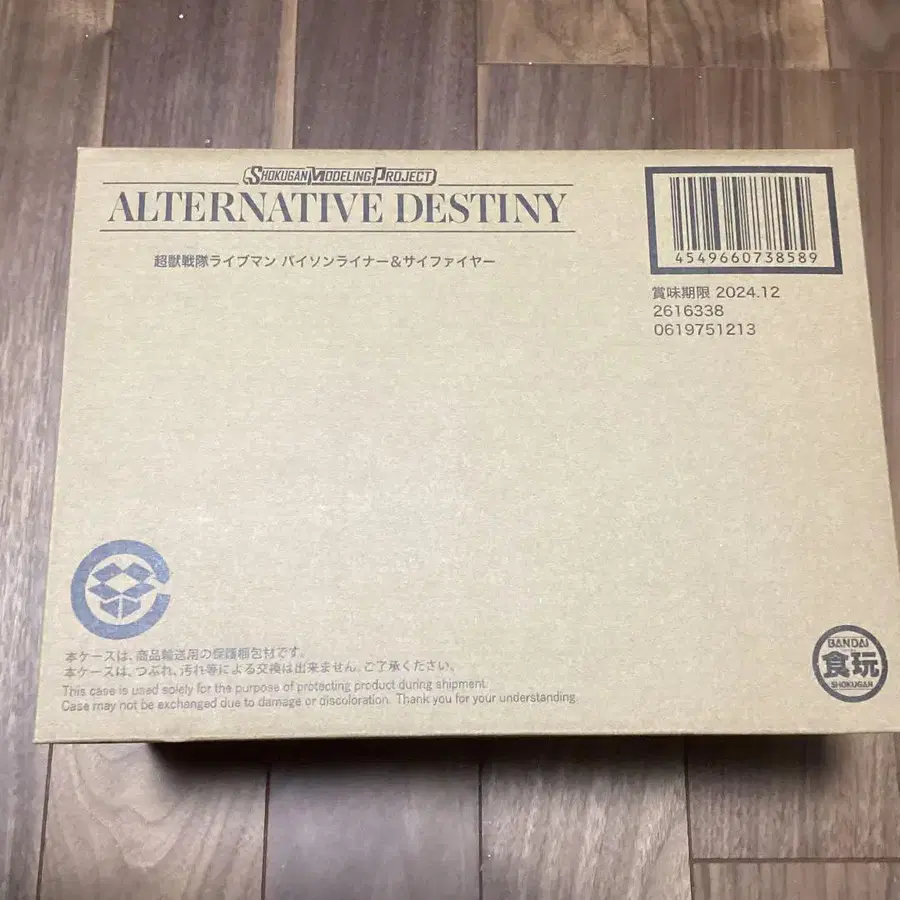 SHOKUGAN MODELING PROJECT
ALTERNATIVE DESTINY
超獣戦隊ライブマン バイソンライナー&サイファイヤー
4549660738589
賞味期限 2024.12
2616338
0619751213
本ケースは、商品輸送用の保護梱包材です。
本ケースは、つぶれ、汚れ等による交換は出来ません。ご了承ください。
This case is used solely for the purpose of protecting product during shipment.
Case may not be exchanged due to damage or discoloration. Thank you for your understanding.
BANDAI
食玩
SHOKUGAN